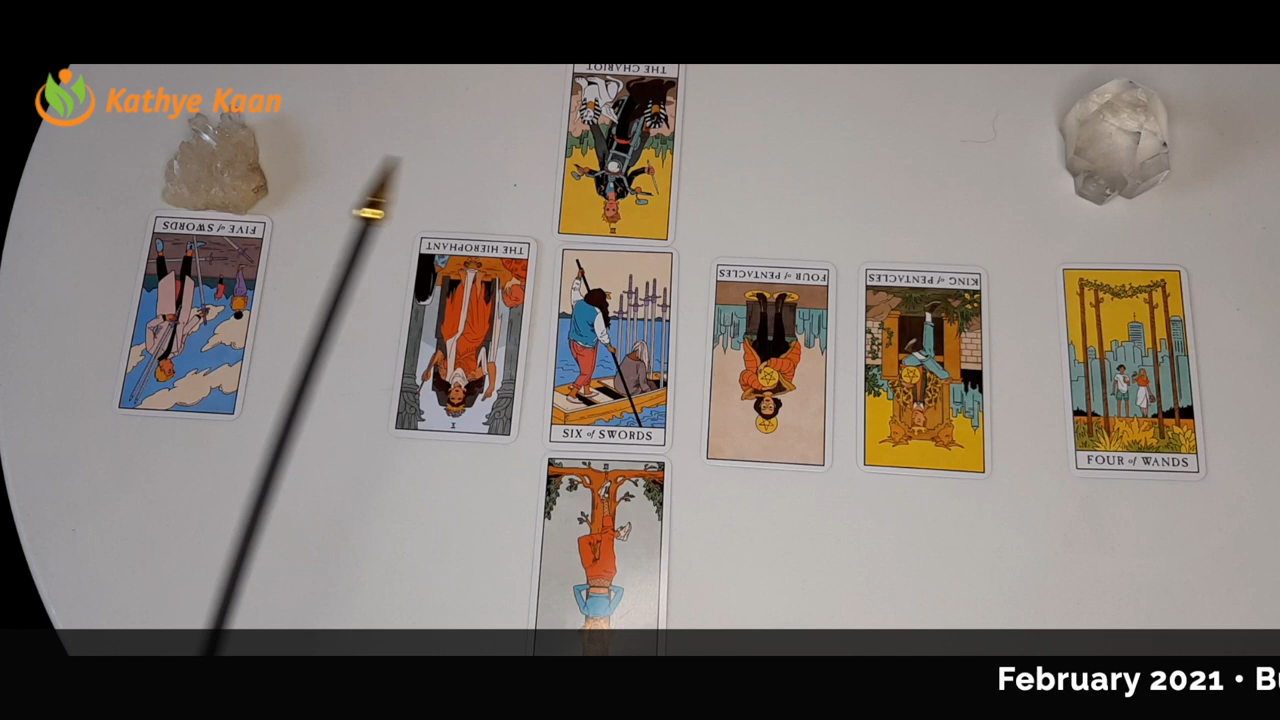 Kathye Kaan
THE CHARIOT
FIVE of SWORDS
THE HIEROPHANT
SIX of SWORDS
FOUR of PENTACLES
KING of PENTACLES
FOUR of WANDS
February 2021 •